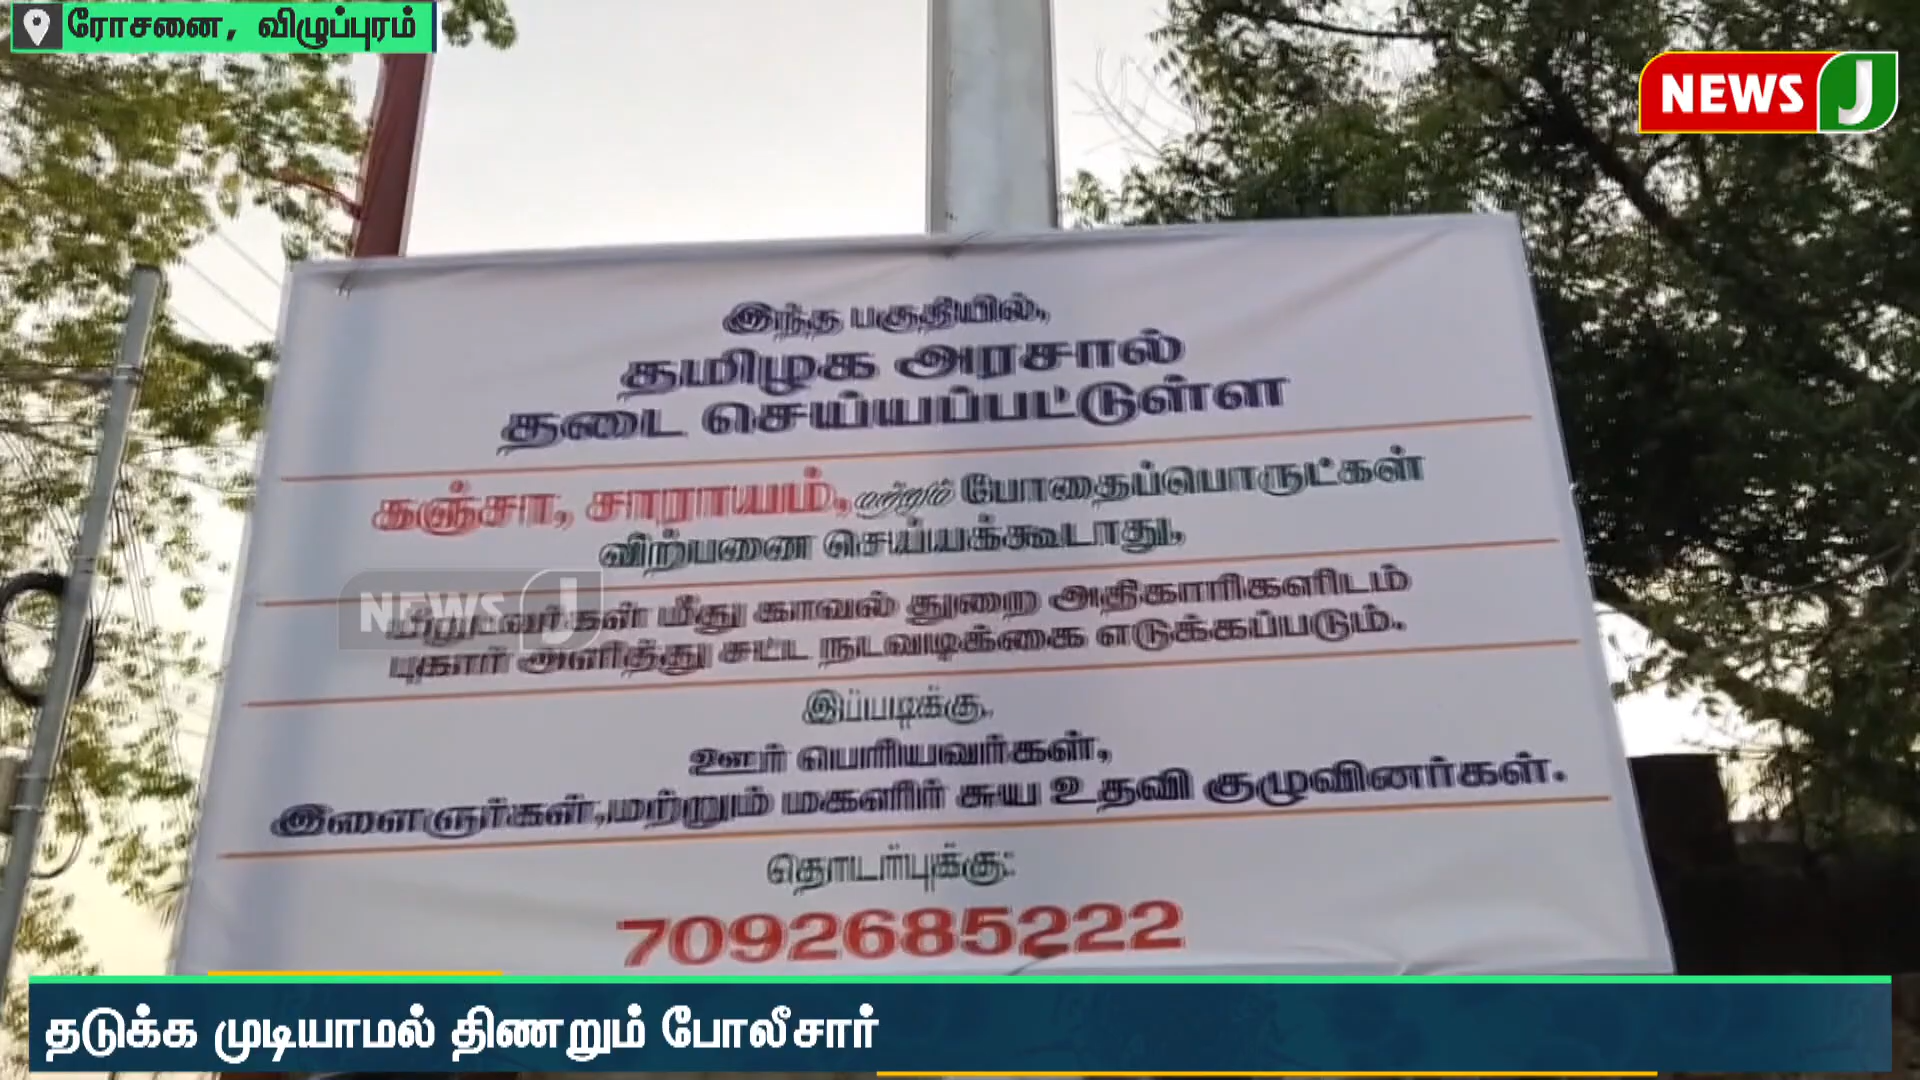 ரோசனை, விழுப்புரம்
NEWS J
இந்த பகுதியில்,
தமிழக அரசால்
தடை செய்யப்பட்டுள்ள
கஞ்சா, சாராயம், மற்றும் போதைப்பொருட்கள்
விற்பனை செய்யக்கூடாது,
NEWS J
மீறுபவர்கள் மீது காவல் துறை அதிகாரிகளிடம்
புகார் அளித்து சட்ட நடவடிக்கை எடுக்கப்படும்.
இப்படிக்கு,
ஊர் பெரியவர்கள்,
இளைஞர்கள்,மற்றும் மகளிர் சுய உதவி குழுவினர்கள்.
தொடர்புக்கு:
7092685222
தடுக்க முடியாமல் திணறும் போலீசார்